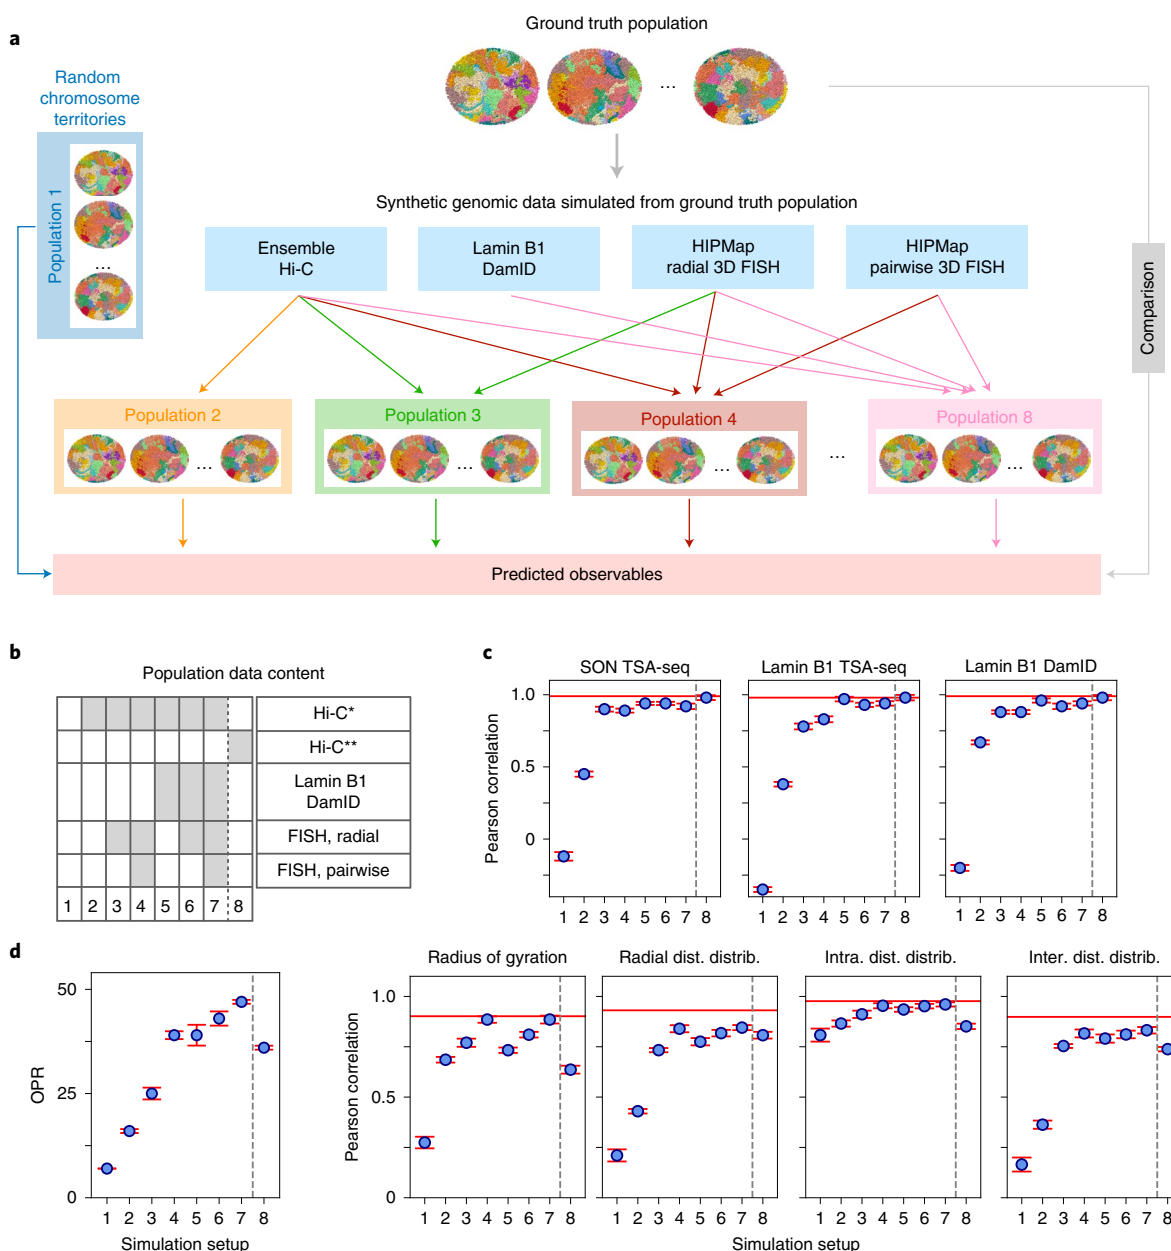 a
Ground truth population
Random
chromosome
territories
Population 1
...
...
Synthetic genomic data simulated from ground truth population
Ensemble
Hi-C
Lamin B1
DamID
HIPMap
radial 3D FISH
HIPMap
pairwise 3D FISH
Comparison
Population 2
Population 3
Population 4
Population 8
...
...
...
...
...
Predicted observables
b
Population data content
Hi-C*
Hi-C**
Lamin B1
DamID
FISH, radial
FISH, pairwise
1 2 3 4 5 6 7 8
c
SON TSA-seq
Lamin B1 TSA-seq
Lamin B1 DamID
Pearson correlation
1.0
0.5
0
1 2 3 4 5 6 7 8
1 2 3 4 5 6 7 8
1 2 3 4 5 6 7 8
d
OPR
50
25
0
1 2 3 4 5 6 7 8
Simulation setup
Radius of gyration
Radial dist. distrib.
Intra. dist. distrib.
Inter. dist. distrib.
Pearson correlation
1.0
0.5
0
1 2 3 4 5 6 7 8
1 2 3 4 5 6 7 8
1 2 3 4 5 6 7 8
1 2 3 4 5 6 7 8
Simulation setup